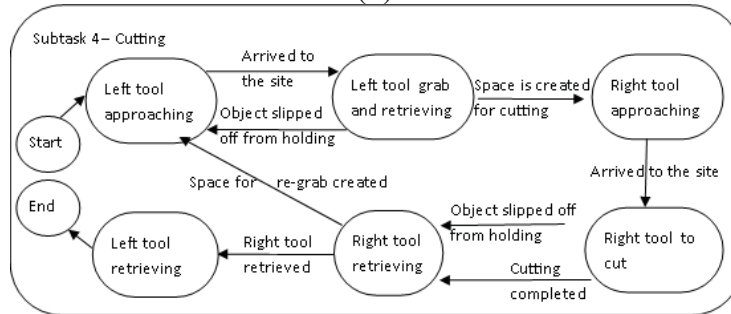 Subtask 4– Cutting
Start
Left tool
approaching
Arrived to
the site
Object slipped
off from holding
Left tool grab
and retrieving
Space is created
for cutting
Right tool
approaching
Arrived to the site
Right tool to
cut
Object slipped off
from holding
Cutting
completed
Right tool
retrieving
Space for re-grab created
Right tool
retrieved
Left tool
retrieving
End